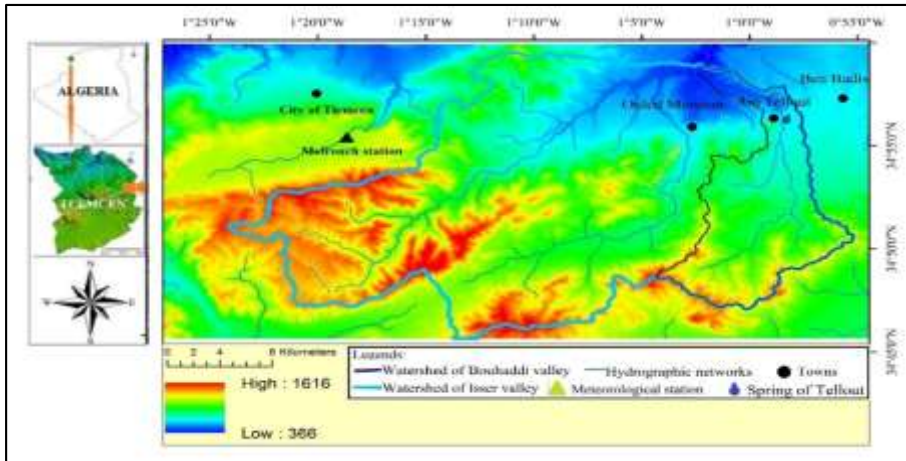 1°25'0"W 1°20'0"W 1°15'0"W 1°10'0"W 1°5'0"W 1°0'0"W 0°55'0"W
ALGERIA
TLEMCEN
N
W E
S
City of Tlemcen
Meffrouch station
Ouled Mimoun
Ain Tellout
Ben Badis
0 2 4 8 Kilometers
High : 1616
Low : 366
Legends:
Watershed of Bouhaddi valley Hydrographic networks Towns
Watershed of Isser valley Meteorological station Spring of Tellout